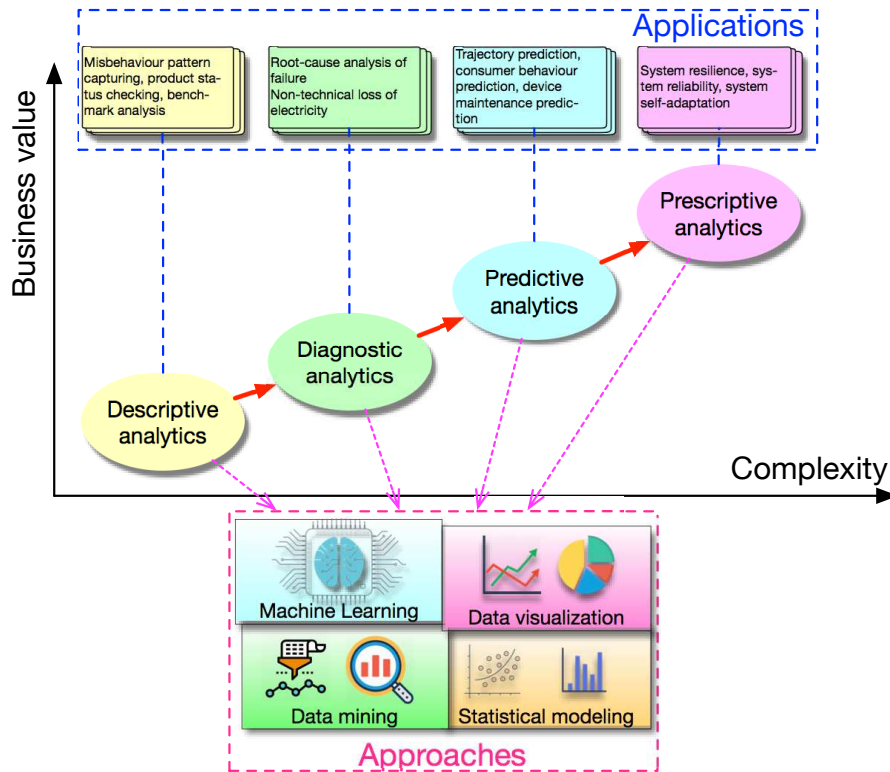 Applications
Misbehaviour pattern
capturing, product sta-
tus checking, bench-
mark analysis
Root-cause analysis of
failure
Non-technical loss of
electricity
Trajectory prediction,
consumer behaviour
prediction, device
maintenance predic-
tion
System resilience, sys-
tem reliability, system
self-adaptation
Business value
Prescriptive
analytics
Predictive
analytics
Diagnostic
analytics
Descriptive
analytics
Complexity
Machine Learning
Data visualization
Data mining
Statistical modeling
Approaches